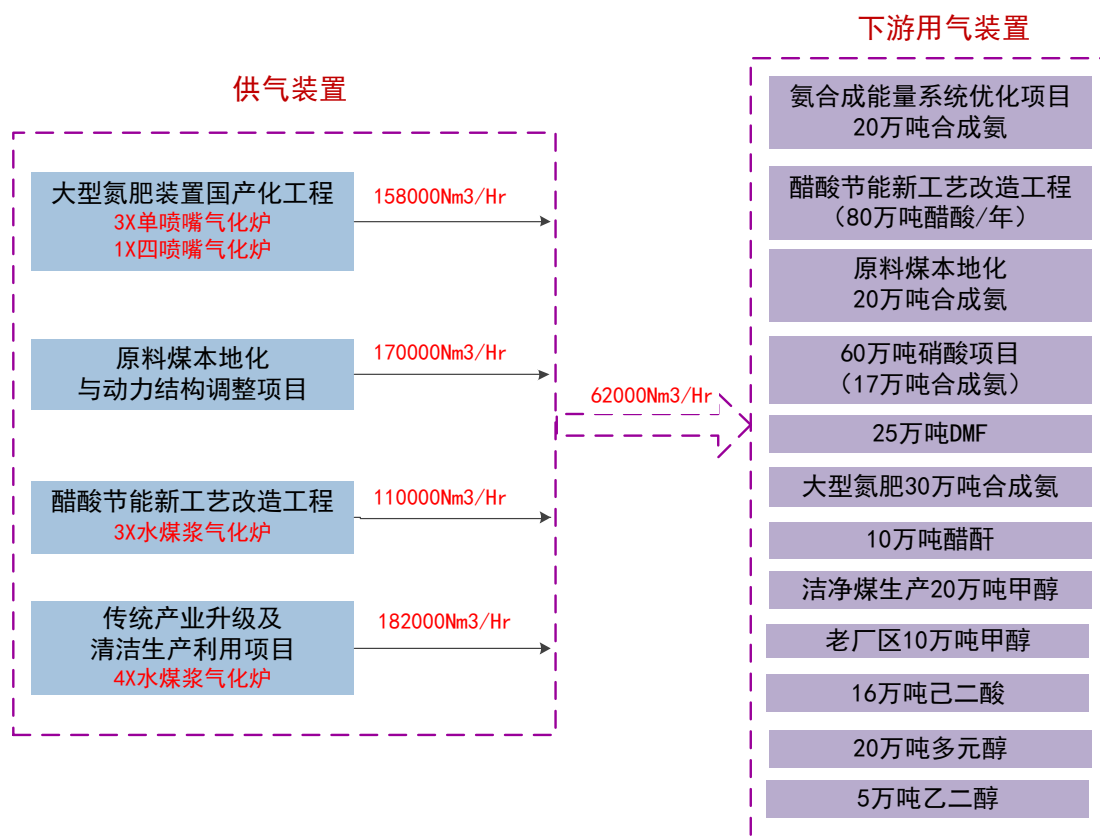 供气装置
大型氮肥装置国产化工程
3X单喷嘴气化炉
1X四喷嘴气化炉
158000Nm3/Hr
原料煤本地化
与动力结构调整项目
170000Nm3/Hr
醋酸节能新工艺改造工程
3X水煤浆气化炉
110000Nm3/Hr
传统产业升级及
清洁生产利用项目
4X水煤浆气化炉
182000Nm3/Hr
62000Nm3/Hr
下游用气装置
氨合成能量系统优化项目
20万吨合成氨
醋酸节能新工艺改造工程
（80万吨醋酸/年）
原料煤本地化
20万吨合成氨
60万吨硝酸项目
（17万吨合成氨）
25万吨DMF
大型氮肥30万吨合成氨
10万吨醋酐
洁净煤生产20万吨甲醇
老厂区10万吨甲醇
16万吨己二酸
20万吨多元醇
5万吨乙二醇